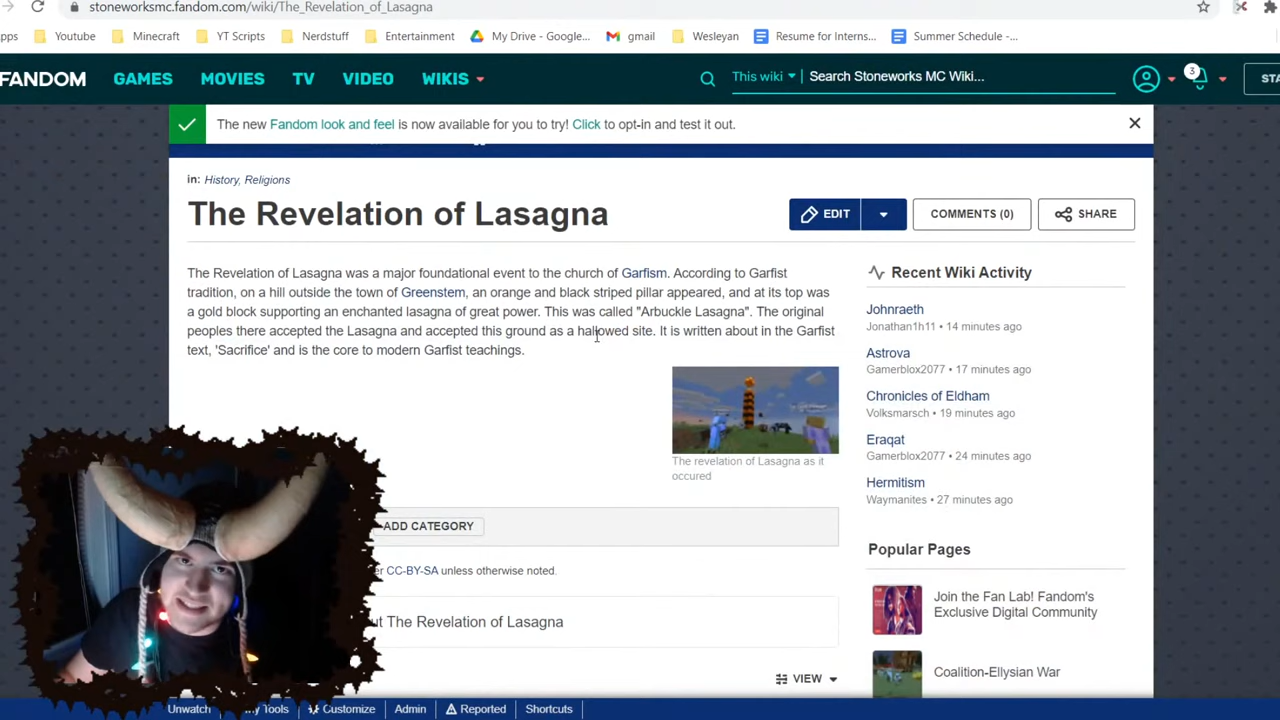 stoneworksmc.fandom.com/wiki/The_Revelation_of_Lasagna
pps Youtube Minecraft YT Scripts Nerdstuff Entertainment My Drive - Google... gmail Wesleyan Resume for Interns... Summer Schedule -...
FANDOM GAMES MOVIES TV VIDEO WIKIS This wiki Search Stoneworks MC Wiki... 3 STA
The new Fandom look and feel is now available for you to try! Click to opt-in and test it out.
in: History, Religions
The Revelation of Lasagna
EDIT COMMENTS (0) SHARE
The Revelation of Lasagna was a major foundational event to the church of Garfism. According to Garfist
tradition, on a hill outside the town of Greenstem, an orange and black striped pillar appeared, and at its top was
a gold block supporting an enchanted lasagna of great power. This was called "Arbuckle Lasagna". The original
peoples there accepted the Lasagna and accepted this ground as a hallowed site. It is written about in the Garfist
text, 'Sacrifice' and is the core to modern Garfist teachings.
The revelation of Lasagna as it
occured
ADD CATEGORY
er CC-BY-SA unless otherwise noted.
ut The Revelation of Lasagna
VIEW
Recent Wiki Activity
Johnraeth
Jonathan1h11 • 14 minutes ago
Astrova
Gamerblox2077 • 17 minutes ago
Chronicles of Eldham
Volksmarsch • 19 minutes ago
Eraqat
Gamerblox2077 • 24 minutes ago
Hermitism
Waymanites • 27 minutes ago
Popular Pages
Join the Fan Lab! Fandom's
Exclusive Digital Community
Coalition-Ellysian War
Unwatch My Tools Customize Admin Reported Shortcuts